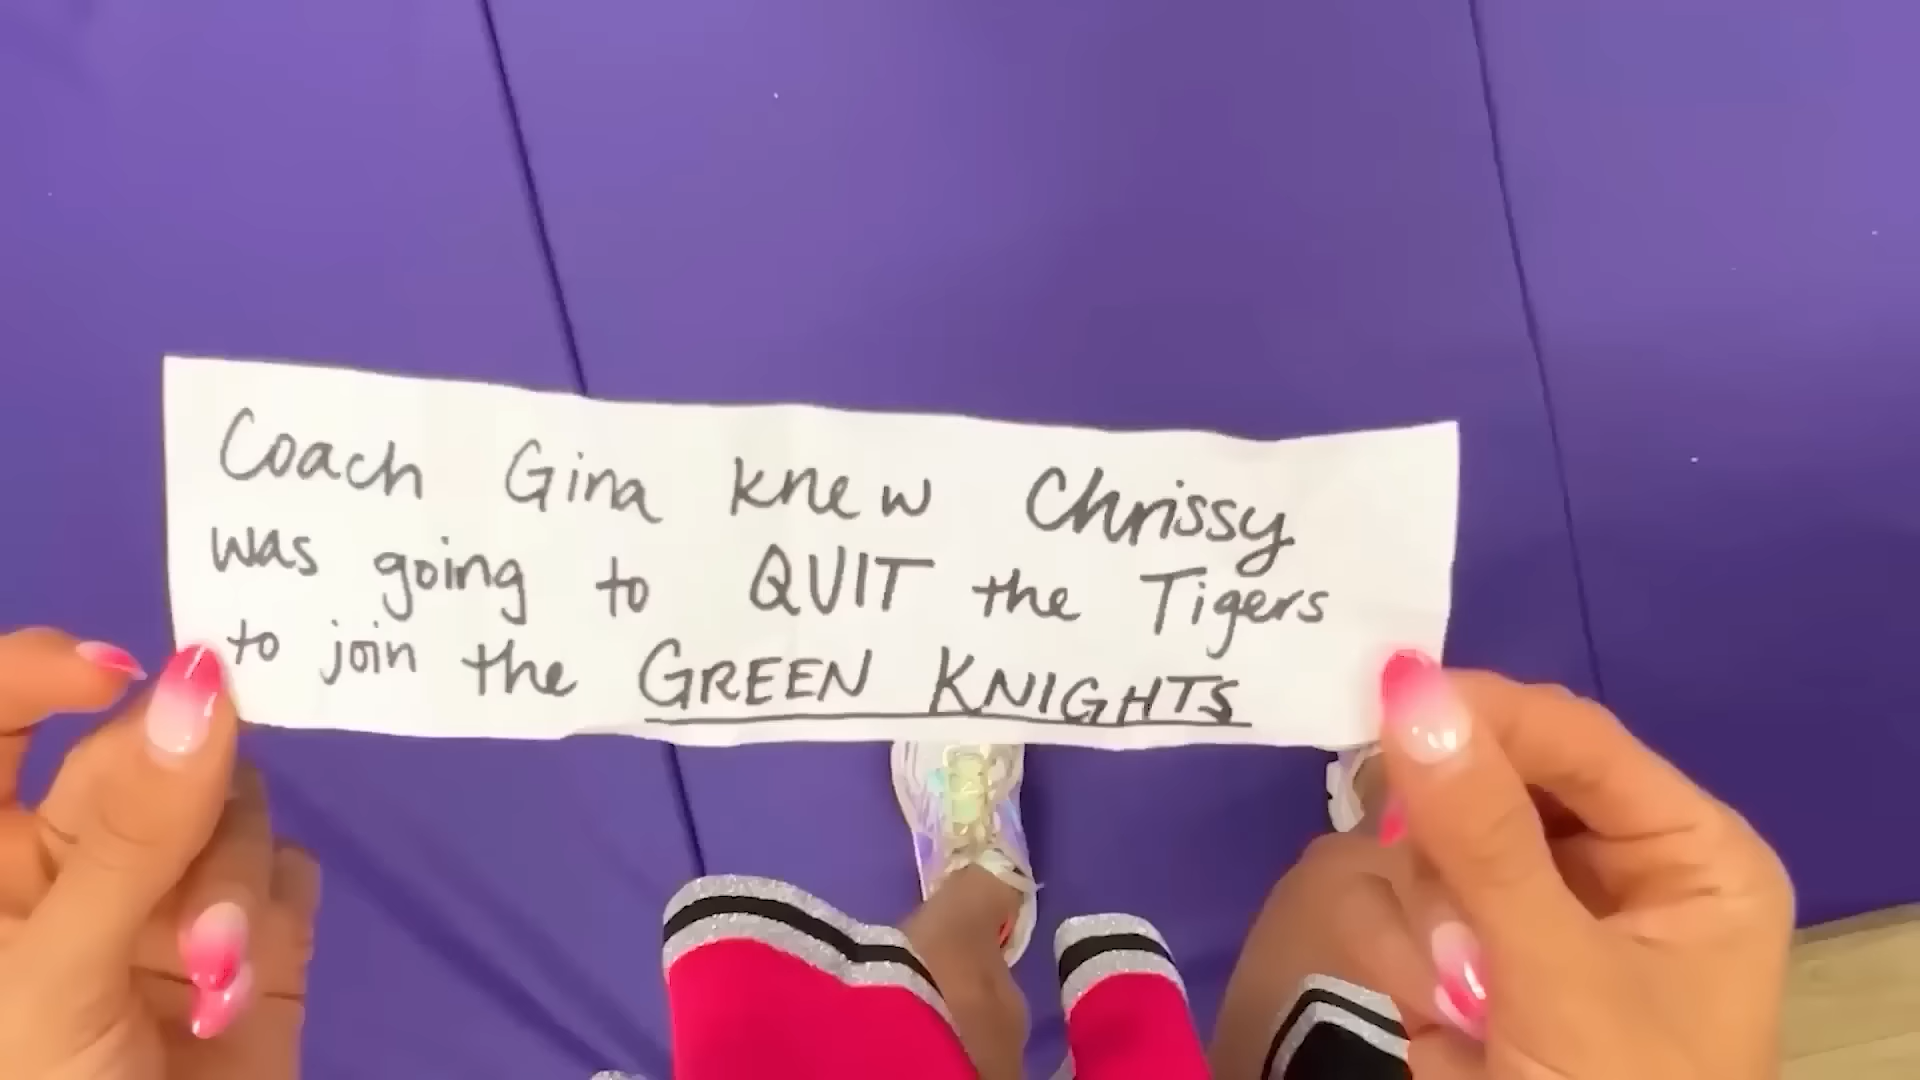 Coach Gina knew Chrissy
was going to QUIT the Tigers
to join the GREEN KNIGHTS